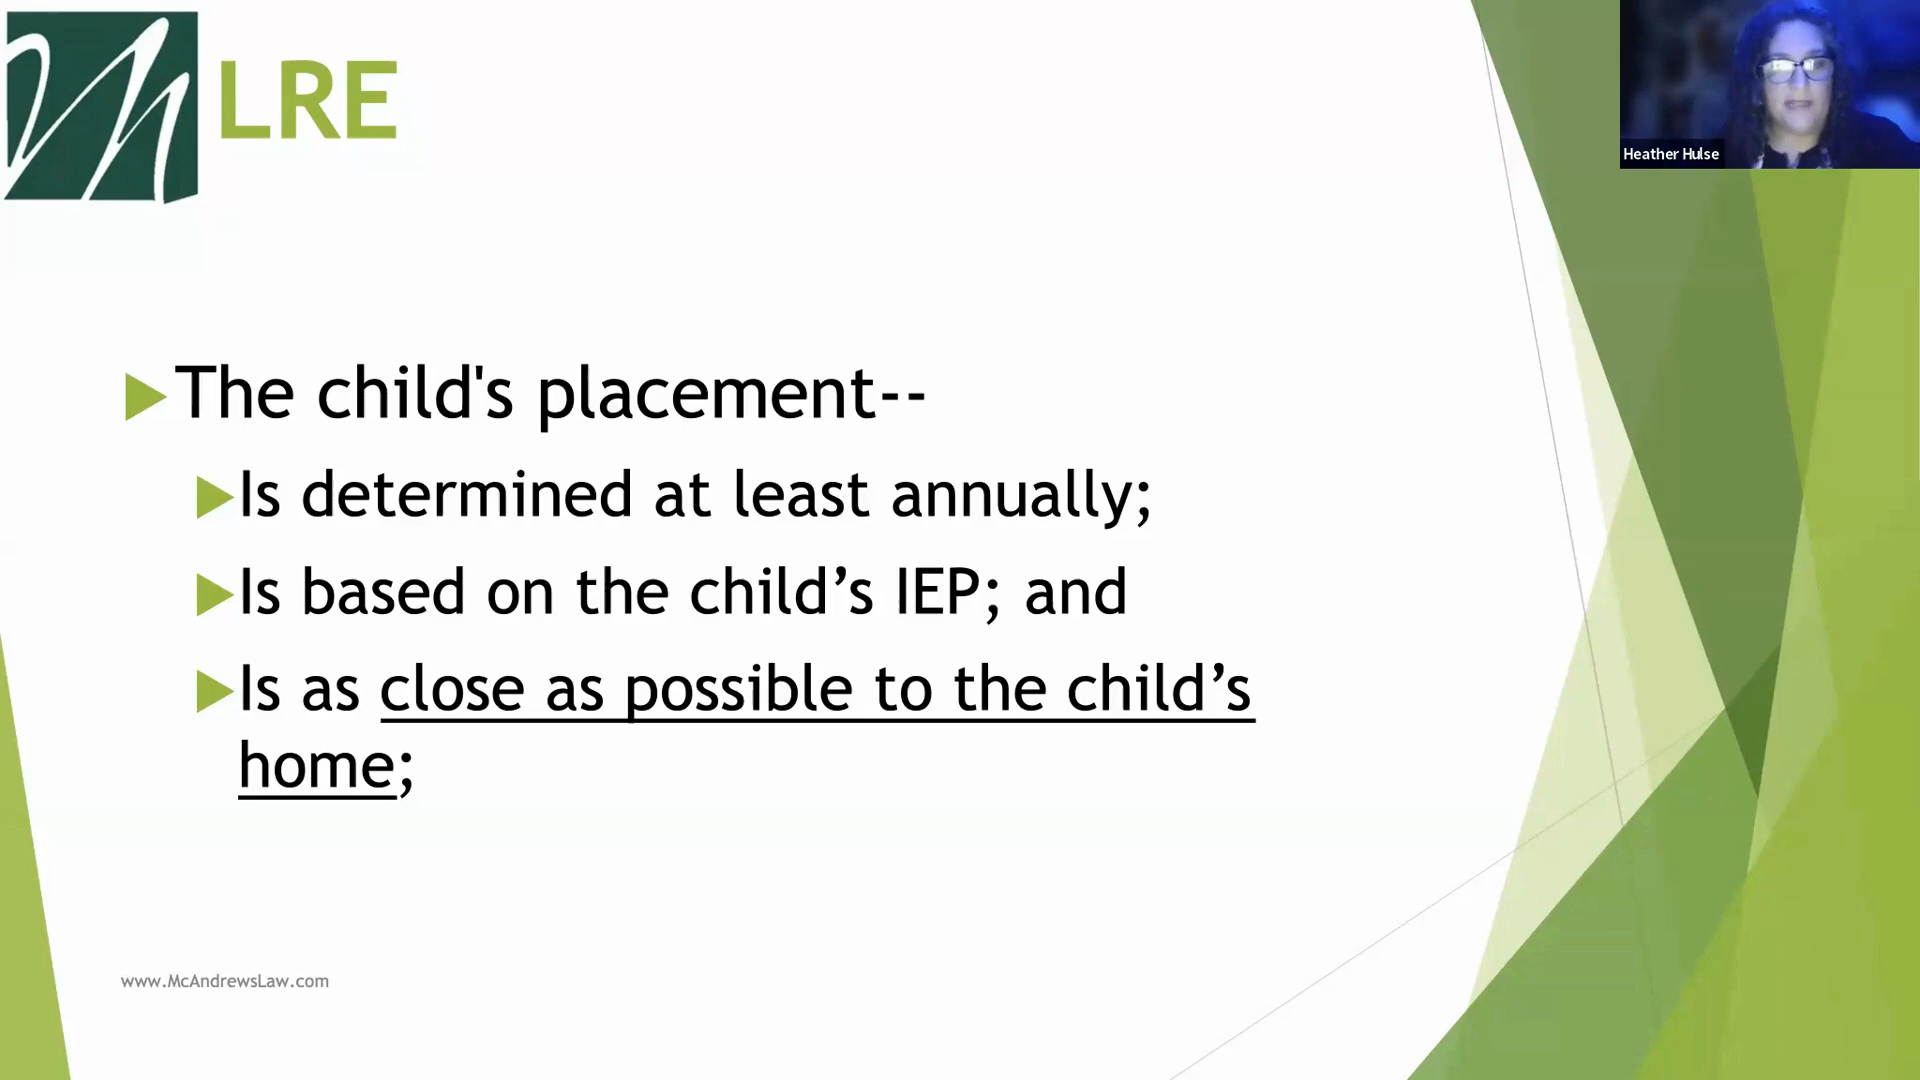 LRE
Heather Hulse
The child's placement--
Is determined at least annually;
Is based on the child’s IEP; and
Is as close as possible to the child’s
home;
www.McAndrewsLaw.com